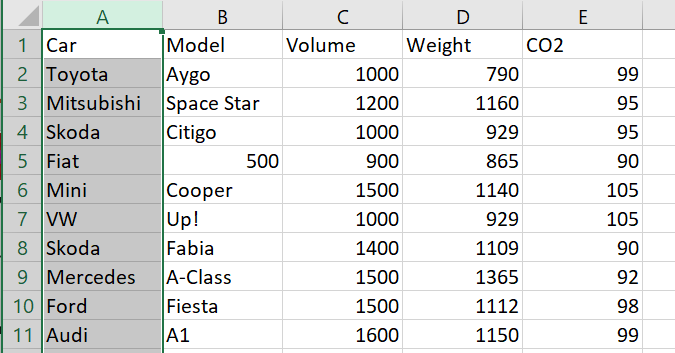 A B C D E
1 Car Model Volume Weight CO2
2 Toyota Aygo 1000 790 99
3 Mitsubishi Space Star 1200 1160 95
4 Skoda Citigo 1000 929 95
5 Fiat 500 900 865 90
6 Mini Cooper 1500 1140 105
7 VW Up! 1000 929 105
8 Skoda Fabia 1400 1109 90
9 Mercedes A-Class 1500 1365 92
10 Ford Fiesta 1500 1112 98
11 Audi A1 1600 1150 99